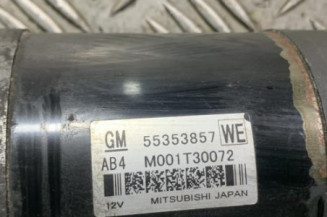 GM 55353857 WE
AB4 M001T30072
12V MITSUBISHI JAPAN